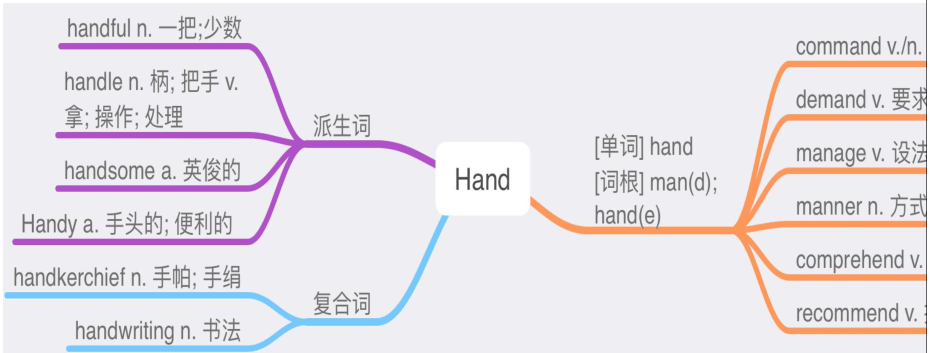 handful n. 一把;少数
handle n. 柄; 把手 v.
拿; 操作; 处理
handsome a. 英俊的
Handy a. 手头的; 便利的
派生词
handkerchief n. 手帕; 手绢
handwriting n. 书法
复合词
Hand
[单词] hand
[词根] man(d);
hand(e)
command v./n.
demand v. 要求
manage v. 设法
manner n. 方式
comprehend v.
recommend v.